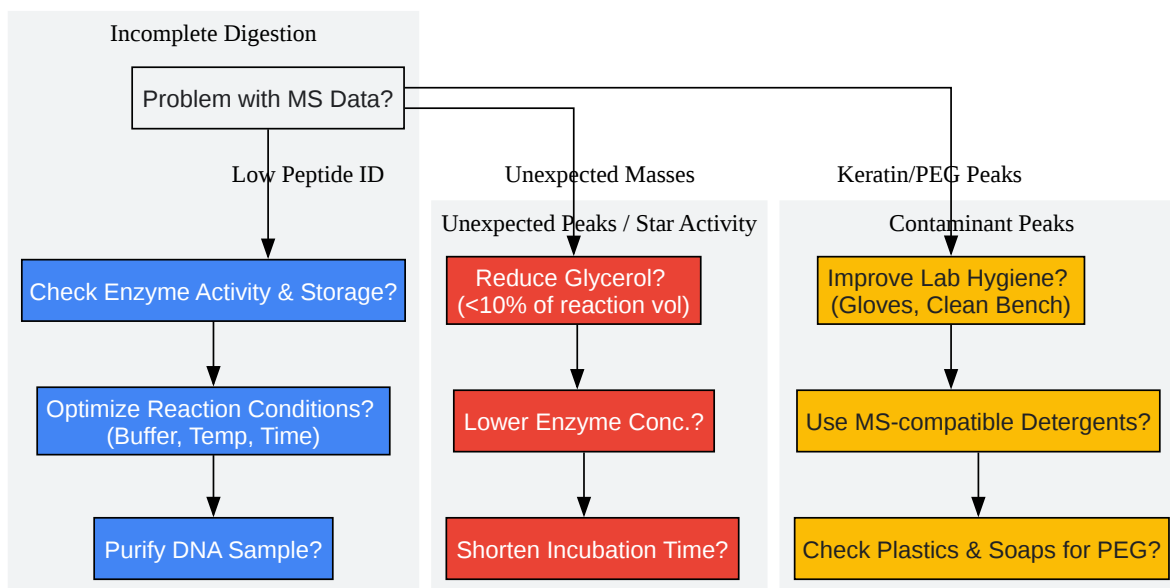 Incomplete Digestion
Problem with MS Data?
Low Peptide ID
Unexpected Masses
Keratin/PEG Peaks
Unexpected Peaks / Star Activity
Contaminant Peaks
Check Enzyme Activity & Storage?
Reduce Glycerol?
(<10% of reaction vol)
Improve Lab Hygiene?
(Gloves, Clean Bench)
Optimize Reaction Conditions?
(Buffer, Temp, Time)
Lower Enzyme Conc.?
Use MS-compatible Detergents?
Purify DNA Sample?
Shorten Incubation Time?
Check Plastics & Soaps for PEG?